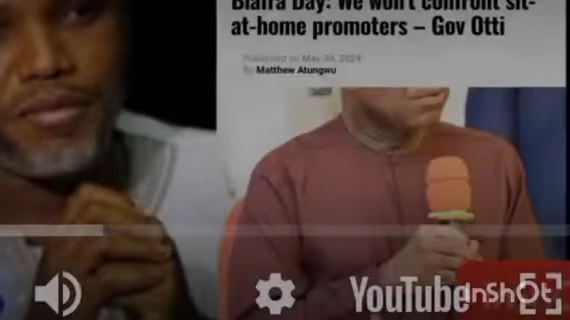 Biafra Day: We won't confront sit-
at-home promoters – Gov Otti
Published on May 30, 2024
By Matthew Atungwu
YouTube
InShOt